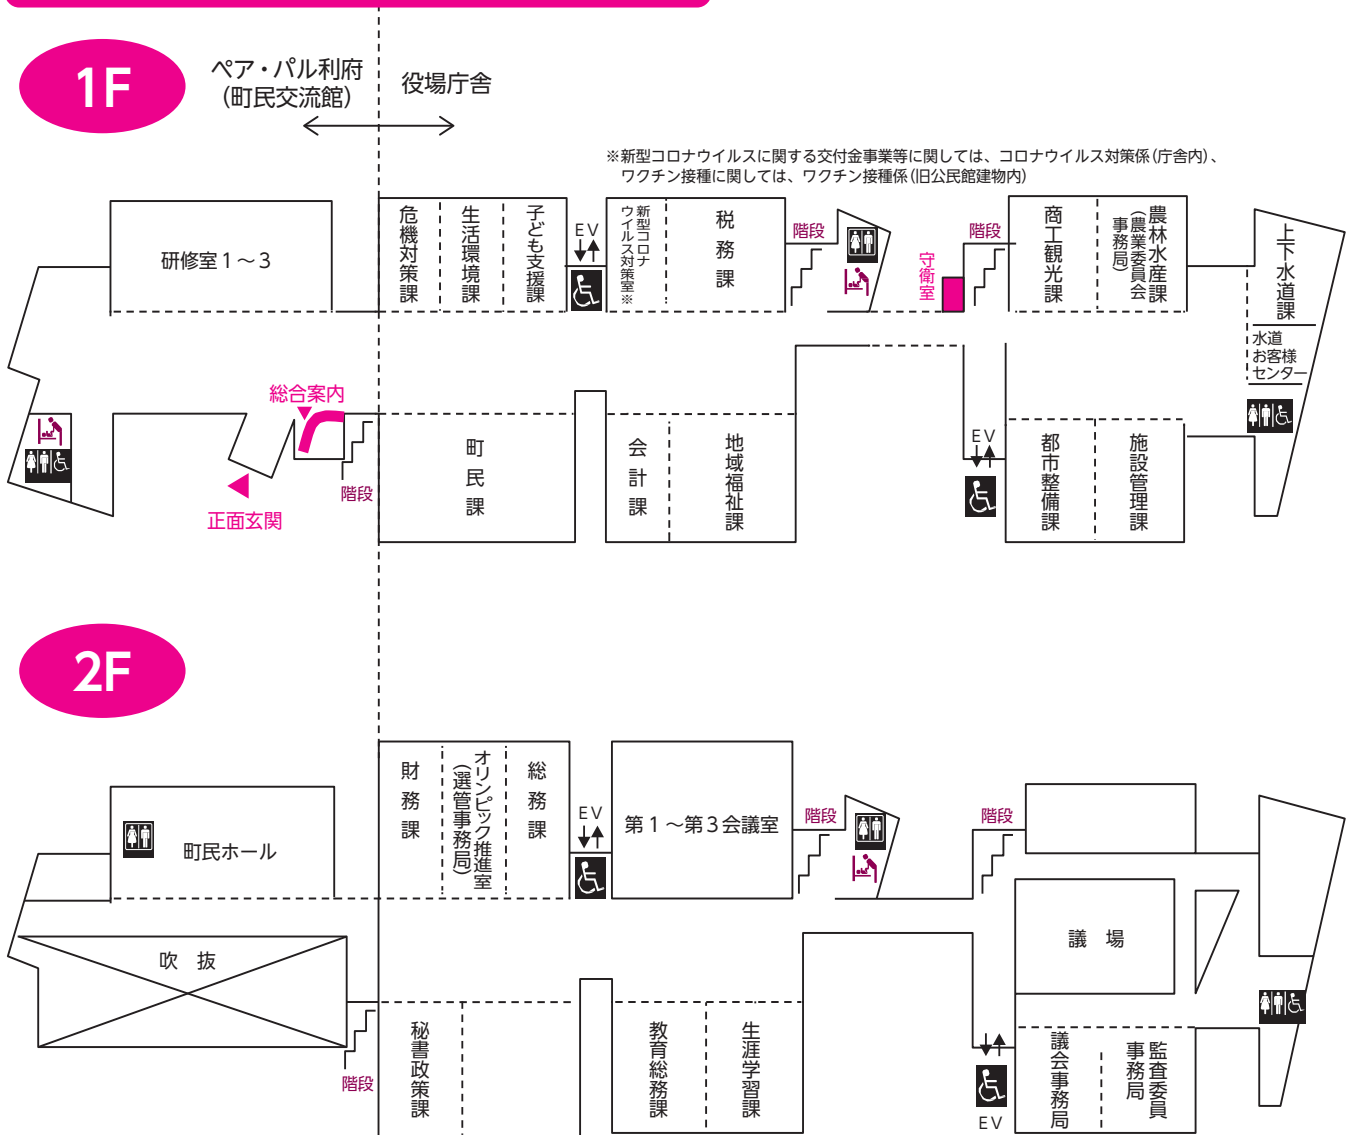 1F
ペア・パル利府
(町民交流館)
役場庁舎
※新型コロナウイルスに関する交付金事業等に関しては、コロナウイルス対策係(庁舎内)、
ワクチン接種に関しては、ワクチン接種係(旧公民館建物内)
研修室1～3
危機対策課
生活環境課
子ども支援課
EV
新型コロナ
ウイルス対策室※
税務課
階段
守衛室
階段
商工観光課
農林水産課
(農業委員会
事務局)
上下水道課
水道
お客様
センター
総合案内
正面玄関
階段
町民課
会計課
地域福祉課
EV
都市整備課
施設管理課
2F
町民ホール
財務課
オリンピック推進室
(選管事務局)
総務課
EV
第1～第3会議室
階段
階段
議場
吹抜
階段
秘書政策課
教育総務課
生涯学習課
EV
議会事務局
監査委員
事務局